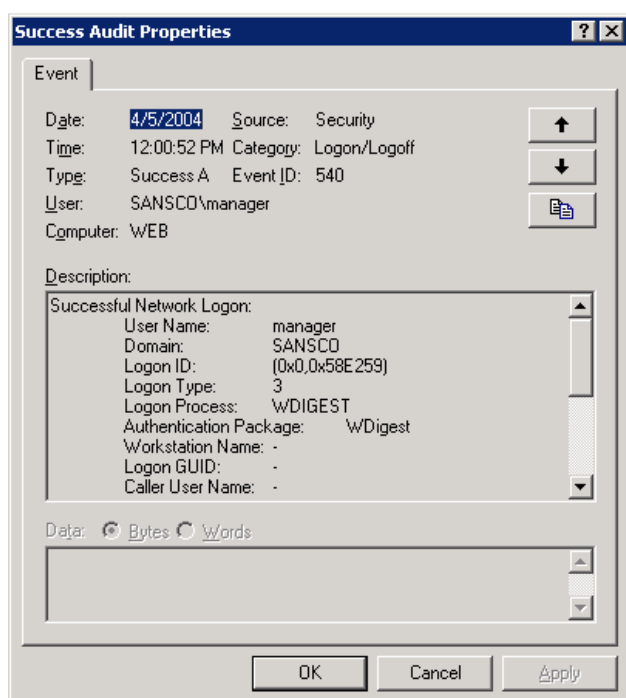 Success Audit Properties
Event
Date: 4/5/2004 Source: Security
Time: 12:00:52 PM Category: Logon/Logoff
Type: Success A Event ID: 540
User: SANSCO\manager
Computer: WEB
Description:
Successful Network Logon:
User Name: manager
Domain: SANSCO
Logon ID: (0x0,0x58E259)
Logon Type: 3
Logon Process: WDIGEST
Authentication Package: WDigest
Workstation Name: -
Logon GUID: -
Caller User Name: -
Data: Bytes Words
OK Cancel Apply